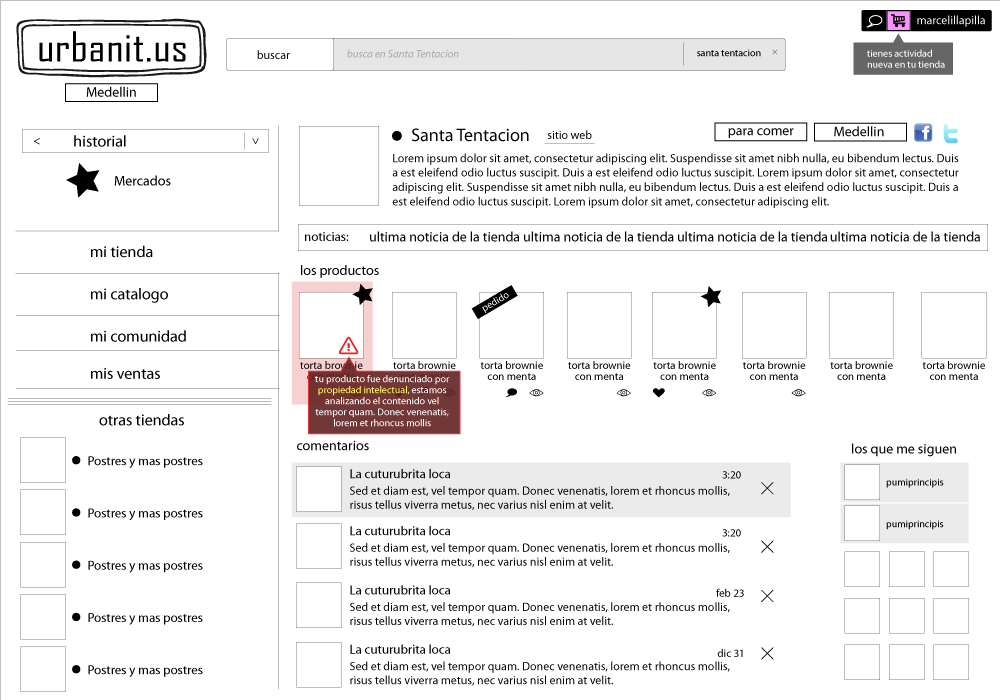 urbanit.us
Medellin
buscar
busca en Santa Tentacion
santa tentacion ×
marcelillapilla
tienes actividad
nueva en tu tienda
< historial v
Mercados
mi tienda
mi catalogo
mi comunidad
mis ventas
otras tiendas
Postres y mas postres
Postres y mas postres
Postres y mas postres
Postres y mas postres
Postres y mas postres
Santa Tentacion
sitio web
para comer
Medellin
Lorem ipsum dolor sit amet, consectetur adipiscing elit. Suspendisse sit amet nibh nulla, eu bibendum lectus. Duis
a est eleifend odio luctus suscipit. Duis a est eleifend odio luctus suscipit. Lorem ipsum dolor sit amet, consectetur
adipiscing elit. Suspendisse sit amet nibh nulla, eu bibendum lectus. Duis a est eleifend odio luctus suscipit. Duis a
est eleifend odio luctus suscipit. Lorem ipsum dolor sit amet, consectetur adipiscing elit.
noticias: ultima noticia de la tienda ultima noticia de la tienda ultima noticia de la tienda ultima noticia de la tienda
los productos
pedido
torta brownie
tu producto fue denunciado por
propiedad intelectual, estamos
analizando el contenido vel
tempor quam. Donec venenatis,
lorem et rhoncus mollis
torta brownie
con menta
torta brownie
con menta
torta brownie
con menta
torta brownie
con menta
torta brownie
con menta
torta brownie
con menta
torta brownie
con menta
comentarios
La cuturubrita loca 3:20
Sed et diam est, vel tempor quam. Donec venenatis, lorem et rhoncus mollis,
risus tellus viverra metus, nec varius nisl enim at velit.
La cuturubrita loca 3:20
Sed et diam est, vel tempor quam. Donec venenatis, lorem et rhoncus mollis,
risus tellus viverra metus, nec varius nisl enim at velit.
La cuturubrita loca feb 23
Sed et diam est, vel tempor quam. Donec venenatis, lorem et rhoncus mollis,
risus tellus viverra metus, nec varius nisl enim at velit.
La cuturubrita loca dic 31
Sed et diam est, vel tempor quam. Donec venenatis, lorem et rhoncus mollis,
risus tellus viverra metus, nec varius nisl enim at velit.
los que me siguen
pumiprincipis
pumiprincipis